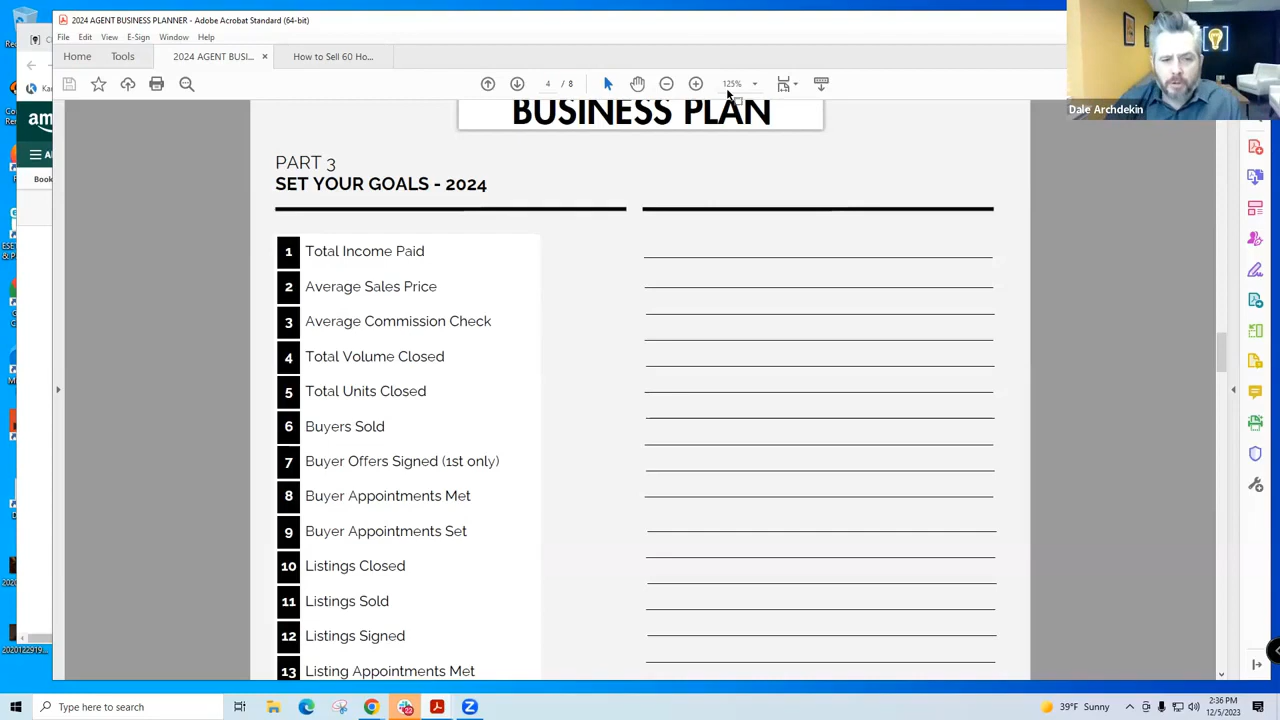 2024 AGENT BUSINESS PLANNER - Adobe Acrobat Standard (64-bit)
File Edit View E-Sign Window Help
Home Tools 2024 AGENT BUSI... × How to Sell 60 Ho...
4 / 8 125%
Dale Archdekin
BUSINESS PLAN
PART 3
SET YOUR GOALS - 2024
1 Total Income Paid
2 Average Sales Price
3 Average Commission Check
4 Total Volume Closed
5 Total Units Closed
6 Buyers Sold
7 Buyer Offers Signed (1st only)
8 Buyer Appointments Met
9 Buyer Appointments Set
10 Listings Closed
11 Listings Sold
12 Listings Signed
13 Listing Appointments Met
Book
2020122919...
Type here to search
39°F Sunny
2:36 PM
12/5/2023